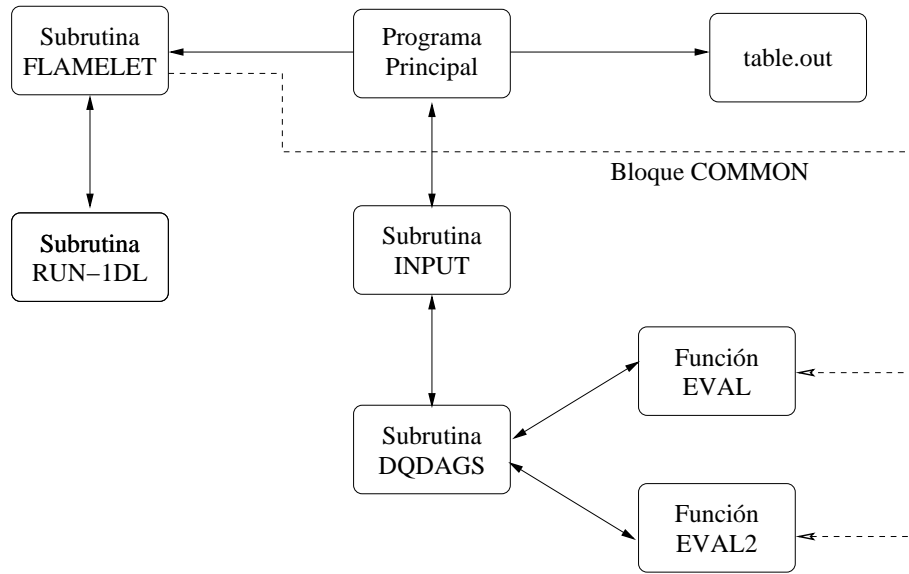 Subrutina
FLAMELET
Programa
Principal
table.out
Bloque COMMON
Subrutina
RUN−1DL
Subrutina
INPUT
Función
EVAL
Subrutina
DQDAGS
Función
EVAL2